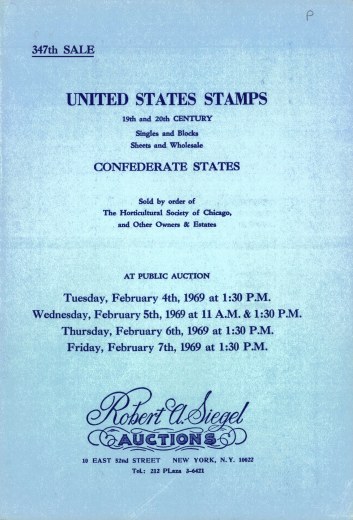 P
347th SALE
UNITED STATES STAMPS
19th and 20th CENTURY
Singles and Blocks
Sheets and Wholesale
CONFEDERATE STATES
Sold by order of
The Horticultural Society of Chicago,
and Other Owners & Estates
AT PUBLIC AUCTION
Tuesday, February 4th, 1969 at 1:30 P.M.
Wednesday, February 5th, 1969 at 11 A.M. & 1:30 P.M.
Thursday, February 6th, 1969 at 1:30 P.M.
Friday, February 7th, 1969 at 1:30 P.M.
Robert A. Siegel
AUCTIONS
10 EAST 52nd STREET NEW YORK, N.Y. 10022
Tel.: 212 PLaza 3-6421